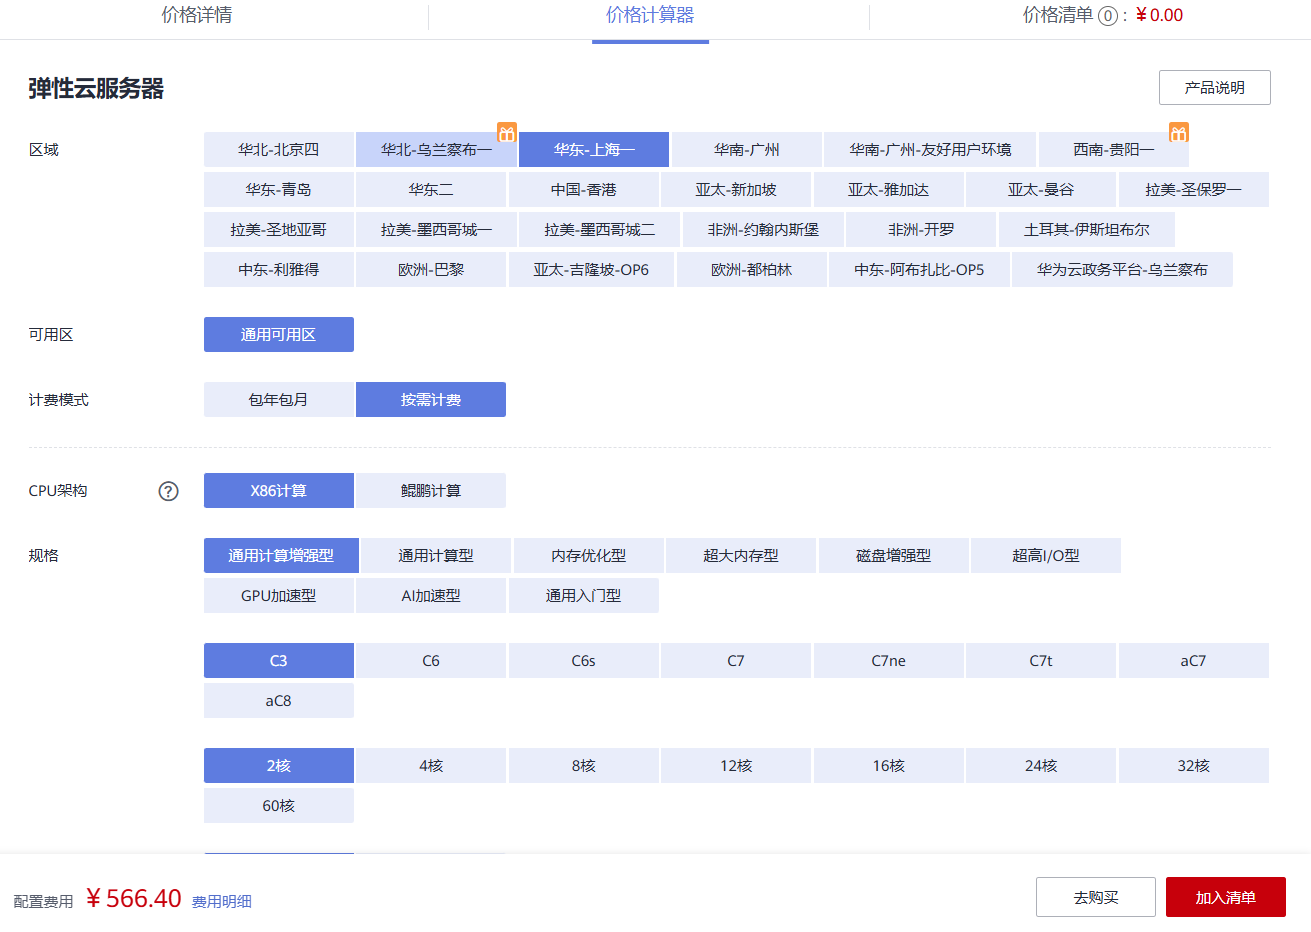 价格详情 价格计算器 价格清单 0 : ¥0.00
弹性云服务器 产品说明
区域 华北-北京四 华北-乌兰察布一 华东-上海一 华南-广州 华南-广州-友好用户环境 西南-贵阳一
华东-青岛 华东二 中国-香港 亚太-新加坡 亚太-雅加达 亚太-曼谷 拉美-圣保罗一
拉美-圣地亚哥 拉美-墨西哥城一 拉美-墨西哥城二 非洲-约翰内斯堡 非洲-开罗 土耳其-伊斯坦布尔
中东-利雅得 欧洲-巴黎 亚太-吉隆坡-OP6 欧洲-都柏林 中东-阿布扎比-OP5 华为云政务平台-乌兰察布
可用区 通用可用区
计费模式 包年包月 按需计费
CPU架构 ? X86计算 鲲鹏计算
规格 通用计算增强型 通用计算型 内存优化型 超大内存型 磁盘增强型 超高I/O型
GPU加速型 AI加速型 通用入门型
C3 C6 C6s C7 C7ne C7t aC7
aC8
2核 4核 8核 12核 16核 24核 32核
60核
配置费用 ¥566.40 费用明细 去购买 加入清单